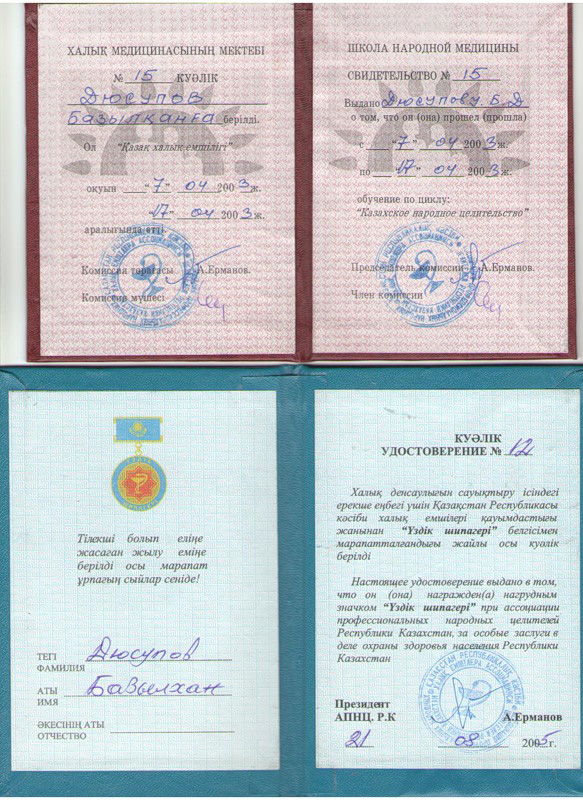 ХАЛЫҚ МЕДИЦИНАСЫНЫҢ МЕКТЕБІ
№ 15 КУӘЛІК
Дюсупов
Базылканға берілді.
Ол "Қазақ халық емшілігі"
оқуын "7" 04 2003 ж.
"17" 04 2003 ж.
аралығында өтті.
Комиссия торағасы А.Ерманов.
Комиссия мүшесі
ШКОЛА НАРОДНОЙ МЕДИЦИНЫ
СВИДЕТЕЛЬСТВО № 15
Выдано Дюсупову. Б. Д
о том, что он (она) прошел (прошла)
с "7" 04 2003 ж.
по "17" 04 2003 ж.
обучение по циклу:
"Казахское народное целительство"
Председатель комиссии А.Ерманов.
Член комиссии
Тілекші болып еліңе
жасаған жылу еміңе
берілді осы марапат
ұрпағың сыйлар сеніде!
ТЕГІ Дюсупов
ФАМИЛИЯ
АТЫ Базылхан
ИМЯ
ӘКЕСІНІҢ АТЫ
ОТЧЕСТВО
КУӘЛІК
УДОСТОВЕРЕНИЕ № 12
Халық денсаулығын сауықтыру ісіндегі
ерекше еңбегі үшін Қазақстан Республикасы
кәсіби халық емшілері қауымдастығы
жанынан "Үздік шипагері" белгісімен
марапатталғандығы жайлы осы куәлік
берілді
Настоящее удостоверение выдано в том,
что он (она) награжден(а) нагрудным
значком "Үздік шипагері" при ассоциации
профессиональных народных целителей
Республики Казахстан, за особые заслуги в
деле охраны здоровья населения Республики
Казахстан
Президент
АПНЦ. Р.К А.Ерманов
21 08 2005 г.